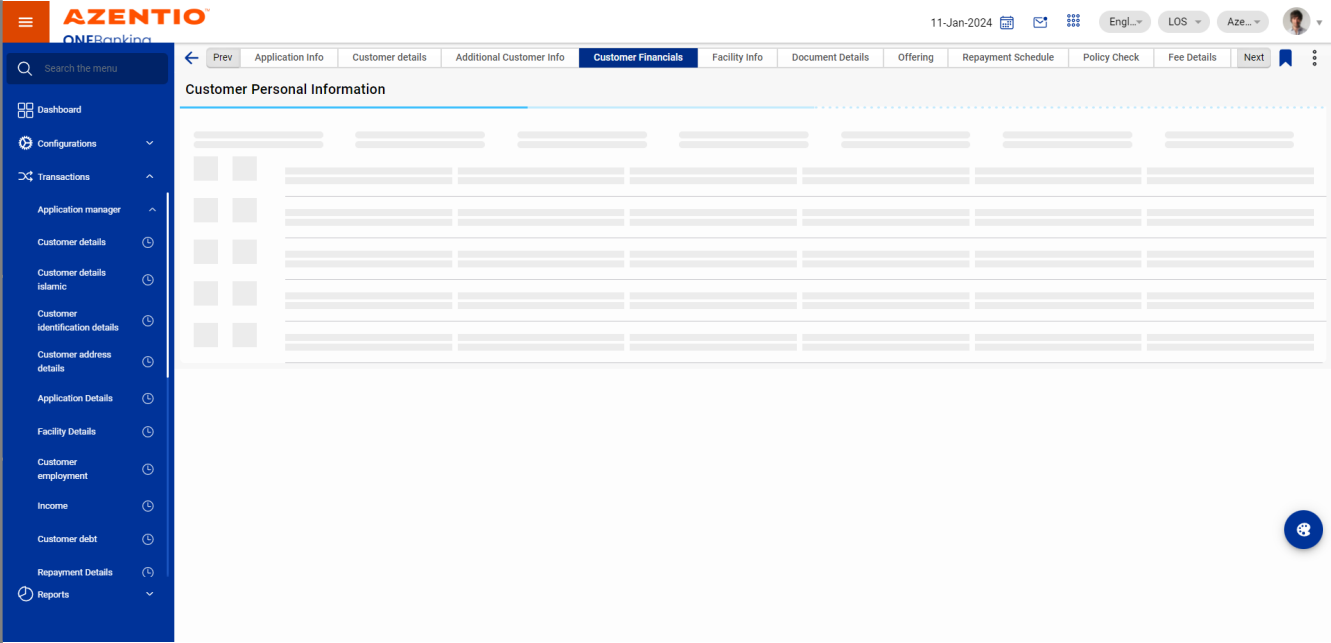 AZENTIO
ONEBanking
11-Jan-2024
Engl...
LOS
Aze...
Search the menu
Dashboard
Configurations
Transactions
Application manager
Customer details
Customer details
islamic
Customer
identification details
Customer address
details
Application Details
Facility Details
Customer
employment
Income
Customer debt
Repayment Details
Reports
Prev
Application Info
Customer details
Additional Customer Info
Customer Financials
Facility Info
Document Details
Offering
Repayment Schedule
Policy Check
Fee Details
Next
Customer Personal Information